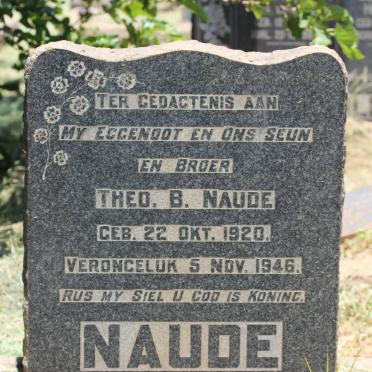 TER GEDAGTENIS AAN
MY EGGENOOT EN ONS SEUN
EN BROER
THEO. B. NAUDE
GEB. 22 OKT. 1920.
VERONGELUK 5 NOV. 1946.
RUS MY SIEL U GOD IS KONING.
NAUDE